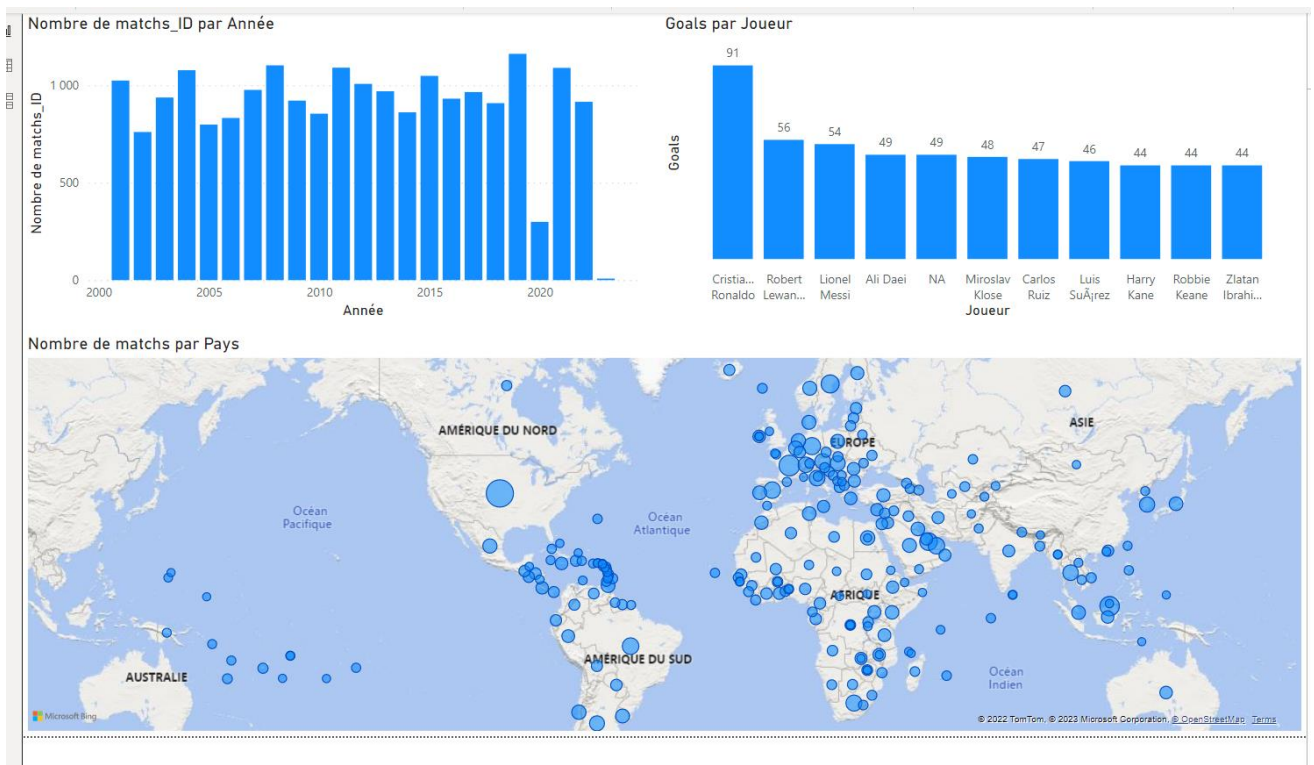 Nombre de matchs_ID par Année
Nombre de matchs_ID
1 000
500
0
2000
2005
2010
2015
2020
Année
Goals par Joueur
Goals
91
56
54
49
49
48
47
46
44
44
44
Cristia...
Ronaldo
Robert
Lewan...
Lionel
Messi
Ali Daei
NA
Miroslav
Klose
Carlos
Ruiz
Luis
SuÃ¡rez
Harry
Kane
Robbie
Keane
Zlatan
Ibrahi...
Joueur
Nombre de matchs par Pays
AMÉRIQUE DU NORD
EUROPE
ASIE
Océan
Pacifique
Océan
Atlantique
AFRIQUE
AMÉRIQUE DU SUD
AUSTRALIE
Océan
Indien
Microsoft Bing
© 2022 TomTom, © 2023 Microsoft Corporation, © OpenStreetMap Terms